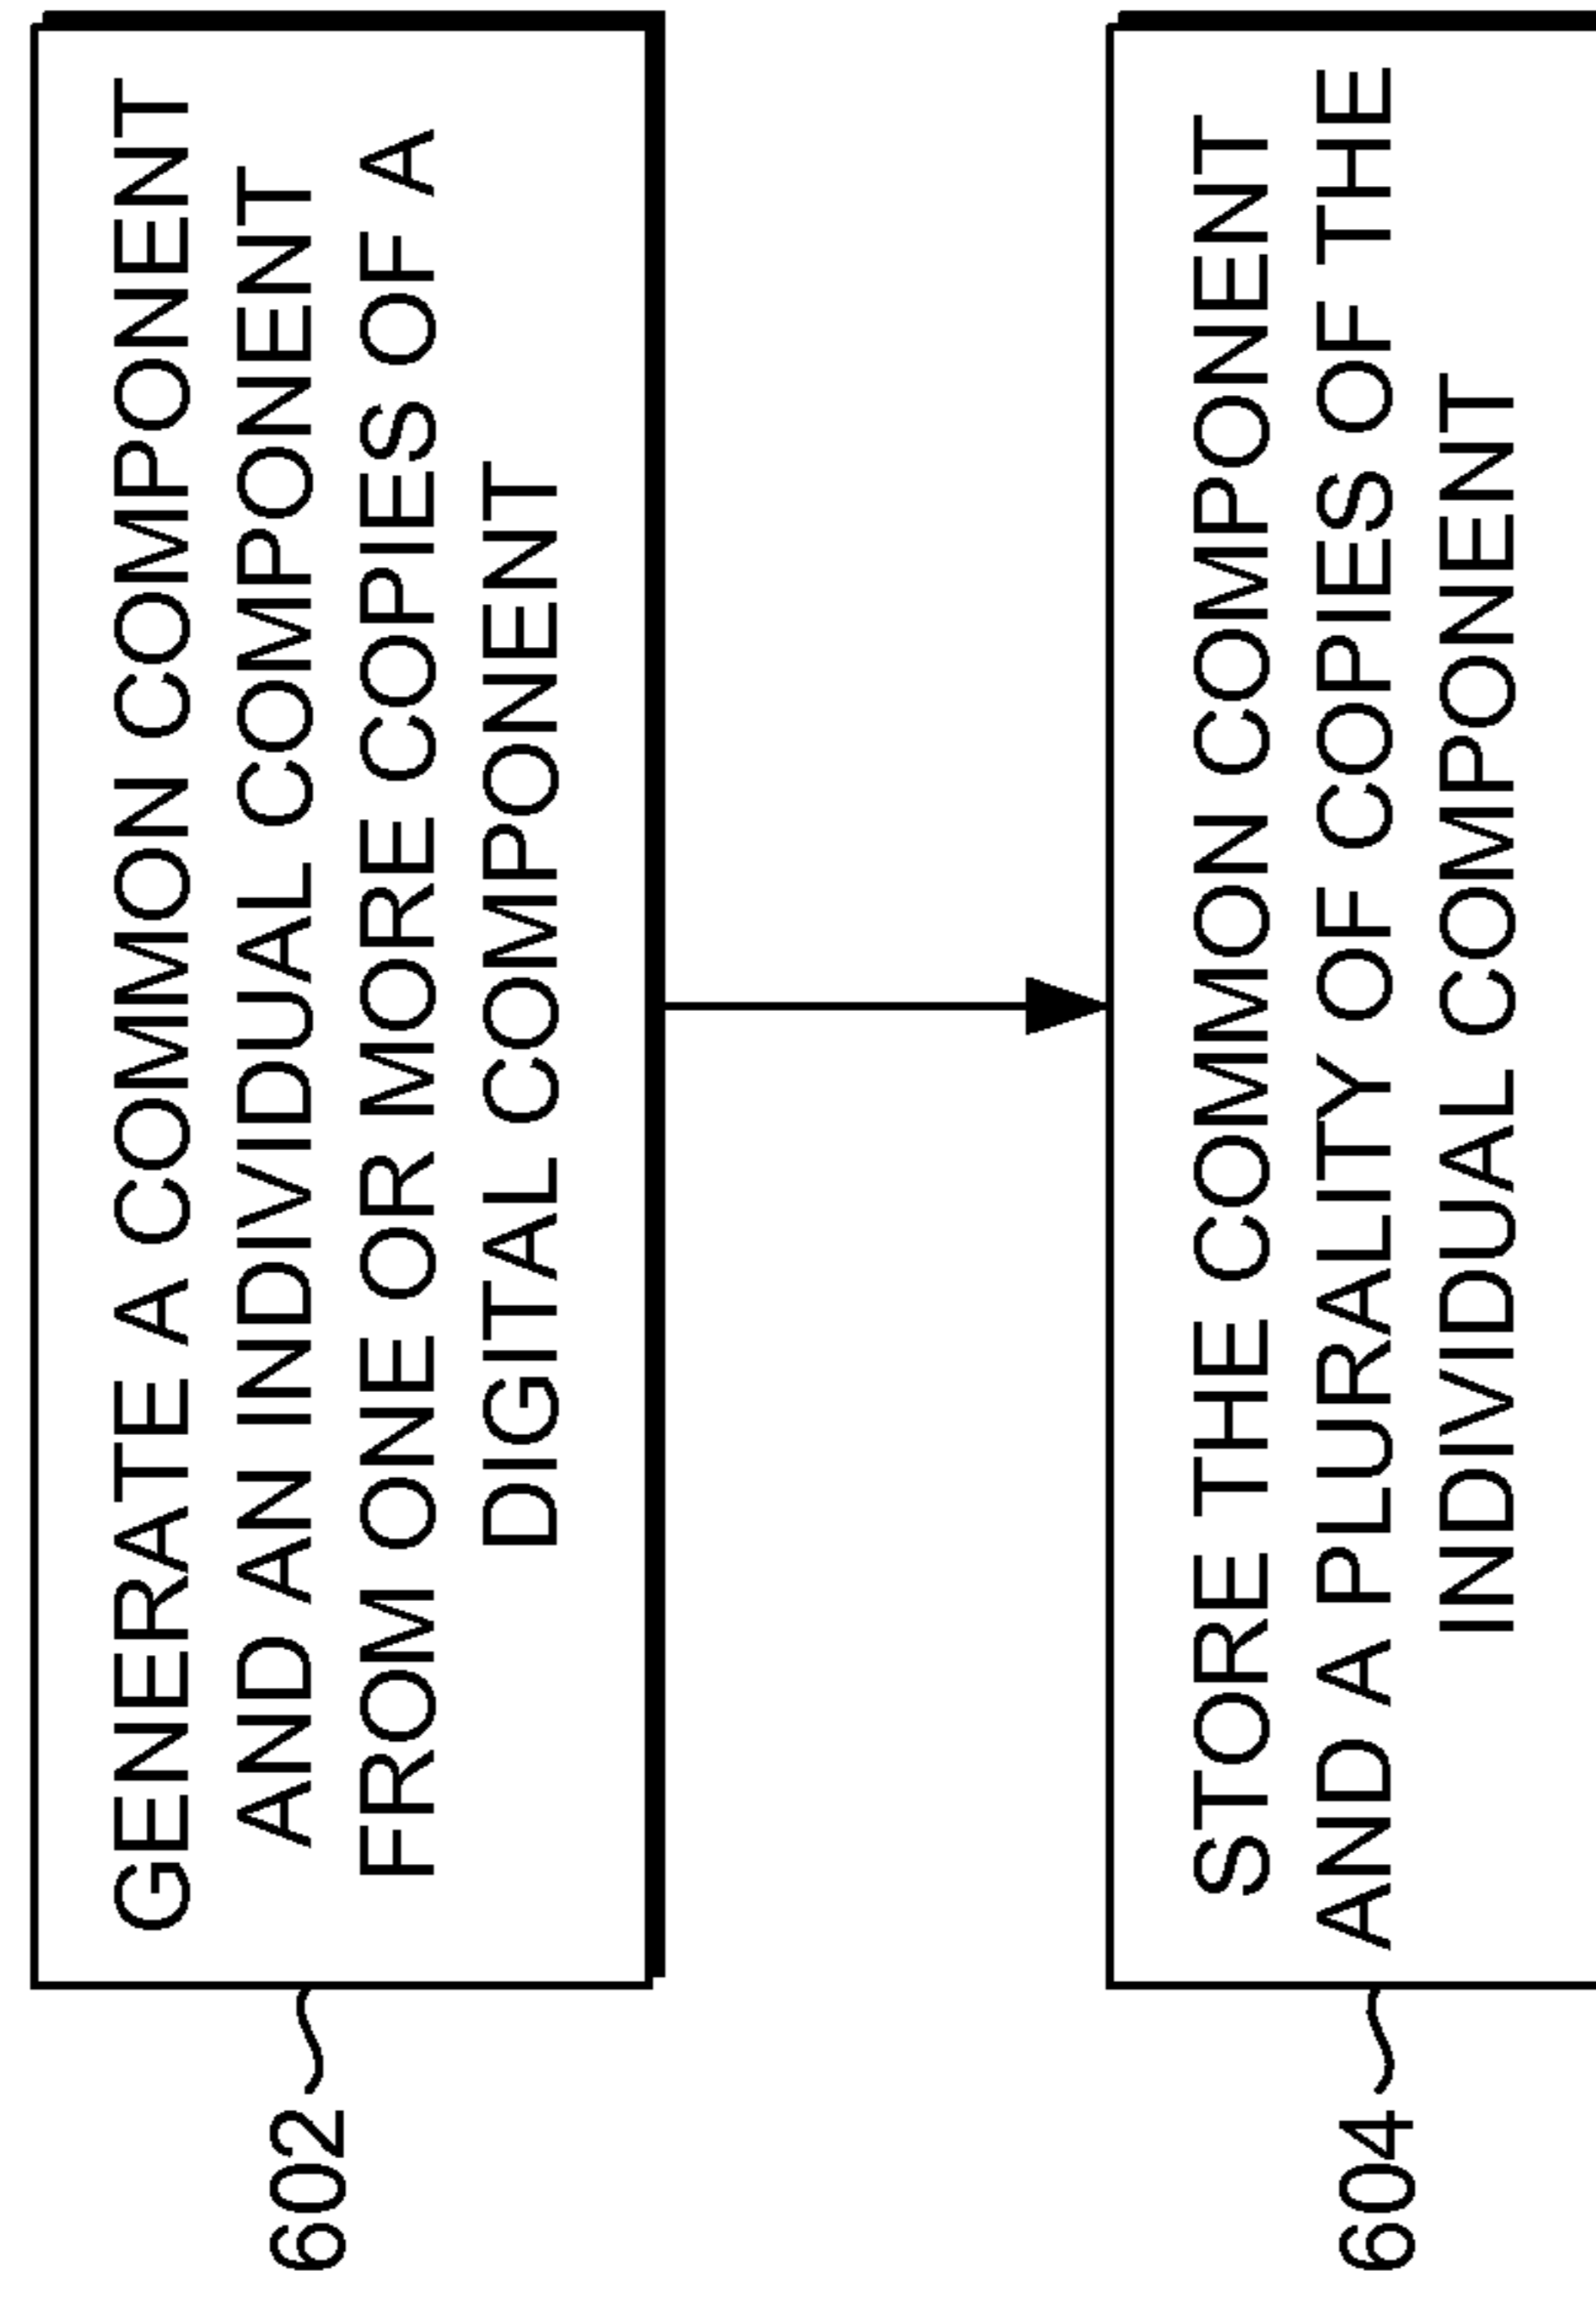 602
GENERATE A COMMON COMPONENT
AND AN INDIVIDUAL COMPONENT
FROM ONE OR MORE COPIES OF A
DIGITAL COMPONENT
604
STORE THE COMMON COMPONENT
AND A PLURALITY OF COPIES OF THE
INDIVIDUAL COMPONENT